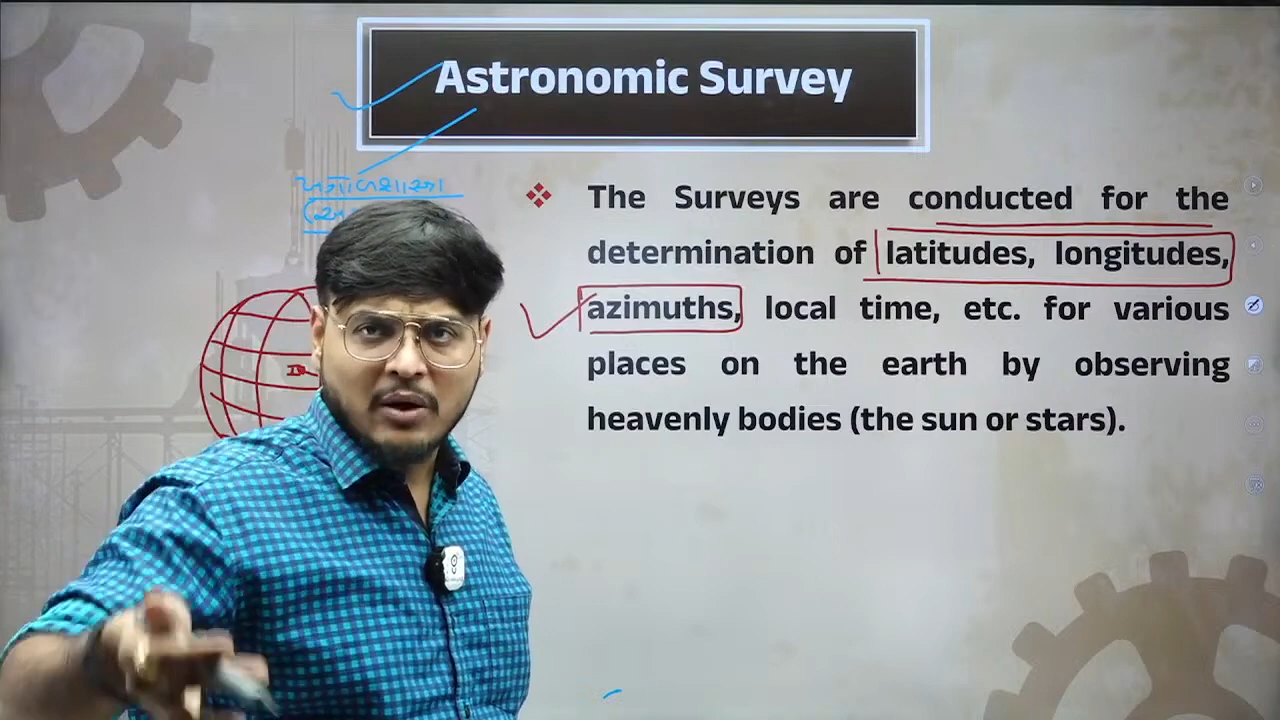 Astronomic Survey
The Surveys are conducted for the
determination of latitudes, longitudes,
azimuths, local time, etc. for various
places on the earth by observing
heavenly bodies (the sun or stars).